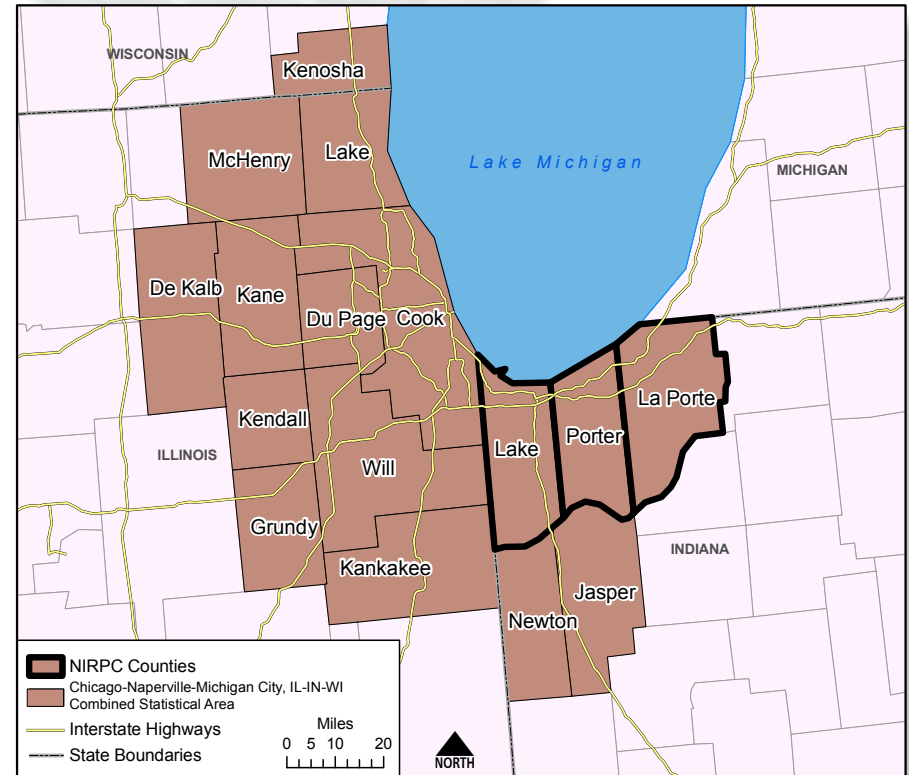 WISCONSIN
Kenosha
McHenry
Lake
Lake Michigan
MICHIGAN
De Kalb
Kane
Du Page
Cook
La Porte
Kendall
Lake
Porter
ILLINOIS
Will
Grundy
INDIANA
Kankakee
Jasper
Newton
NIRPC Counties
Chicago-Naperville-Michigan City, IL-IN-WI
Combined Statistical Area
Interstate Highways
State Boundaries
Miles
0 5 10 20
NORTH